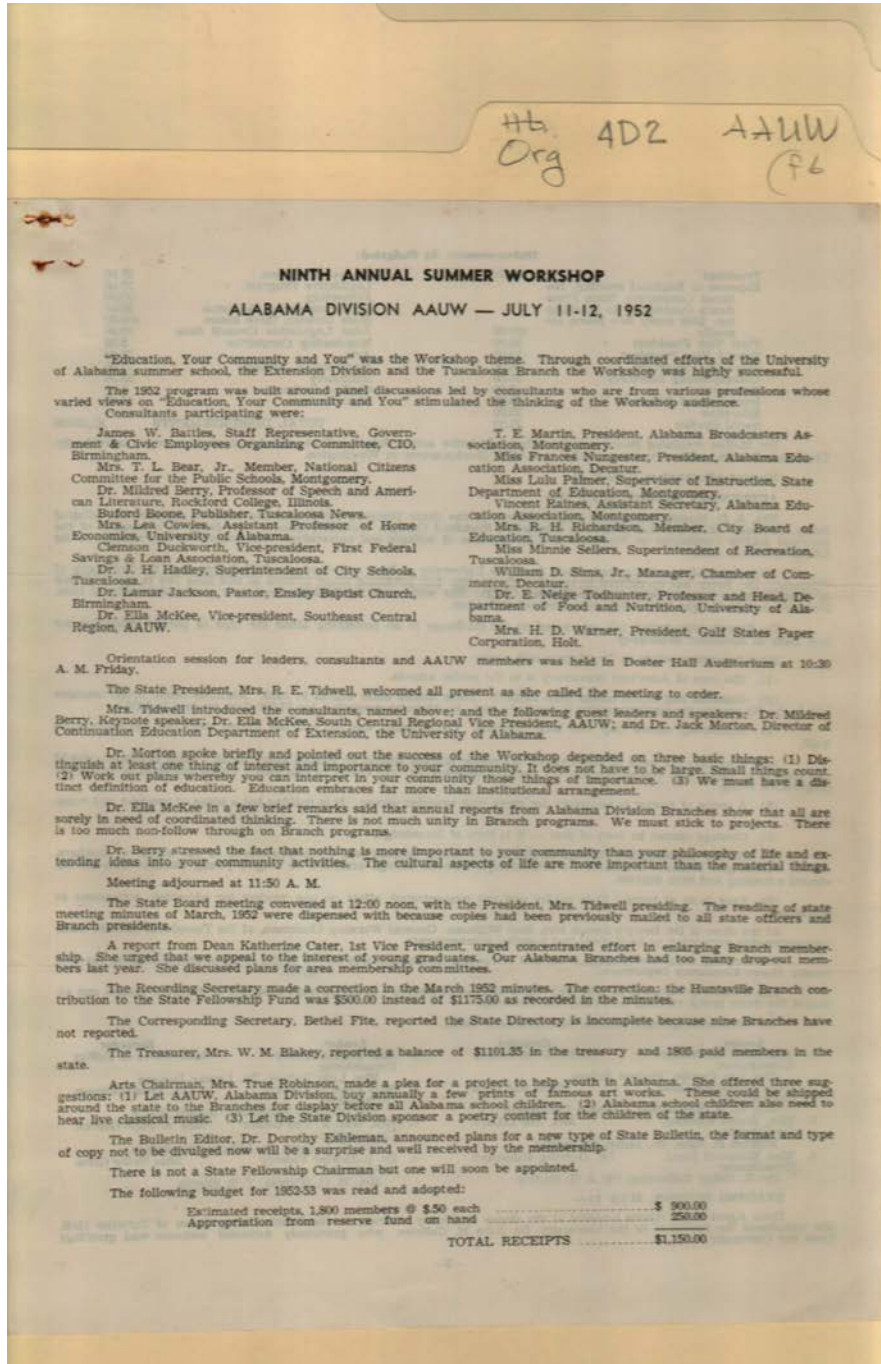 Ht. 4D2 AAUW
Org (f6
NINTH ANNUAL SUMMER WORKSHOP
ALABAMA DIVISION AAUW — JULY 11-12, 1952
"Education, Your Community and You" was the Workshop theme. Through coordinated efforts of the University
of Alabama summer school, the Extension Division and the Tuscaloosa Branch the Workshop was highly successful.
The 1952 program was built around panel discussions led by consultants who are from various professions whose
varied views on "Education, Your Community and You" stimulated the thinking of the Workshop audience.
Consultants participating were:
James W. Battles, Staff Representative, Govern-
ment & Civic Employees Organizing Committee, CIO,
Birmingham.
Mrs. T. L. Bear, Jr., Member, National Citizens
Committee for the Public Schools, Montgomery.
Dr. Mildred Berry, Professor of Speech and Ameri-
can Literature, Rockford College, Illinois.
Buford Boone, Publisher, Tuscaloosa News.
Mrs. Lea Cowles, Assistant Professor of Home
Economics, University of Alabama.
Clemson Duckworth, Vice-president, First Federal
Savings & Loan Association, Tuscaloosa.
Dr. J. H. Hadley, Superintendent of City Schools,
Tuscaloosa.
Dr. Lamar Jackson, Pastor, Ensley Baptist Church,
Birmingham.
Dr. Ella McKee, Vice-president, Southeast Central
Region, AAUW.
T. E. Martin, President, Alabama Broadcasters As-
sociation, Montgomery.
Miss Frances Nungester, President, Alabama Edu-
cation Association, Decatur.
Miss Lulu Palmer, Supervisor of Instruction, State
Department of Education, Montgomery.
Vincent Raines, Assistant Secretary, Alabama Edu-
cation Association, Montgomery.
Mrs. R. H. Richardson, Member, City Board of
Education, Tuscaloosa.
Miss Minnie Sellers, Superintendent of Recreation,
Tuscaloosa.
William D. Sims, Jr., Manager, Chamber of Com-
merce, Decatur.
Dr. E. Neige Todhunter, Professor and Head, De-
partment of Food and Nutrition, University of Ala-
bama.
Mrs. H. D. Warner, President, Gulf States Paper
Corporation, Holt.
Orientation session for leaders, consultants and AAUW members was held in Doster Hall Auditorium at 10:30
A. M. Friday.
The State President, Mrs. R. E. Tidwell, welcomed all present as she called the meeting to order.
Mrs. Tidwell introduced the consultants, named above; and the following guest leaders and speakers: Dr. Mildred
Berry, Keynote speaker; Dr. Ella McKee, South Central Regional Vice President, AAUW; and Dr. Jack Morton, Director of
Continuation Education Department of Extension, the University of Alabama.
Dr. Morton spoke briefly and pointed out the success of the Workshop depended on three basic things: (1) Dis-
tinguish at least one thing of interest and importance to your community. It does not have to be large. Small things count.
(2) Work out plans whereby you can interpret in your community those things of importance. (3) We must have a dis-
tinct definition of education. Education embraces far more than institutional arrangement.
Dr. Ella McKee in a few brief remarks said that annual reports from Alabama Division Branches show that all are
sorely in need of coordinated thinking. There is not much unity in Branch programs. We must stick to projects. There
is too much non-follow through on Branch programs.
Dr. Berry stressed the fact that nothing is more important to your community than your philosophy of life and ex-
tending ideas into your community activities. The cultural aspects of life are more important than the material things.
Meeting adjourned at 11:50 A. M.
The State Board meeting convened at 12:00 noon, with the President, Mrs. Tidwell presiding. The reading of state
meeting minutes of March, 1952 were dispensed with because copies had been previously mailed to all state officers and
Branch presidents.
A report from Dean Katherine Cater, 1st Vice President, urged concentrated effort in enlarging Branch member-
ship. She urged that we appeal to the interest of young graduates. Our Alabama Branches had too many drop-out mem-
bers last year. She discussed plans for area membership committees.
The Recording Secretary made a correction in the March 1952 minutes. The correction: the Huntsville Branch con-
tribution to the State Fellowship Fund was $500.00 instead of $1175.00 as recorded in the minutes.
The Corresponding Secretary, Bethel Fite, reported the State Directory is incomplete because nine Branches have
not reported.
The Treasurer, Mrs. W. M. Blakey, reported a balance of $1101.35 in the treasury and 1805 paid members in the
state.
Arts Chairman, Mrs. True Robinson, made a plea for a project to help youth in Alabama. She offered three sug-
gestions: (1) Let AAUW, Alabama Division, buy annually a few prints of famous art works. These could be shipped
around the state to the Branches for display before all Alabama school children. (2) Alabama school children also need to
hear live classical music. (3) Let the State Division sponsor a poetry contest for the children of the state.
The Bulletin Editor, Dr. Dorothy Eshleman, announced plans for a new type of State Bulletin, the format and type
of copy not to be divulged now will be a surprise and well received by the membership.
There is not a State Fellowship Chairman but one will soon be appointed.
The following budget for 1952-53 was read and adopted:
Estimated receipts, 1,800 members @ $.50 each ........ $ 900.00
Appropriation from reserve fund on hand ........ 250.00
TOTAL RECEIPTS ........ $1,150.00